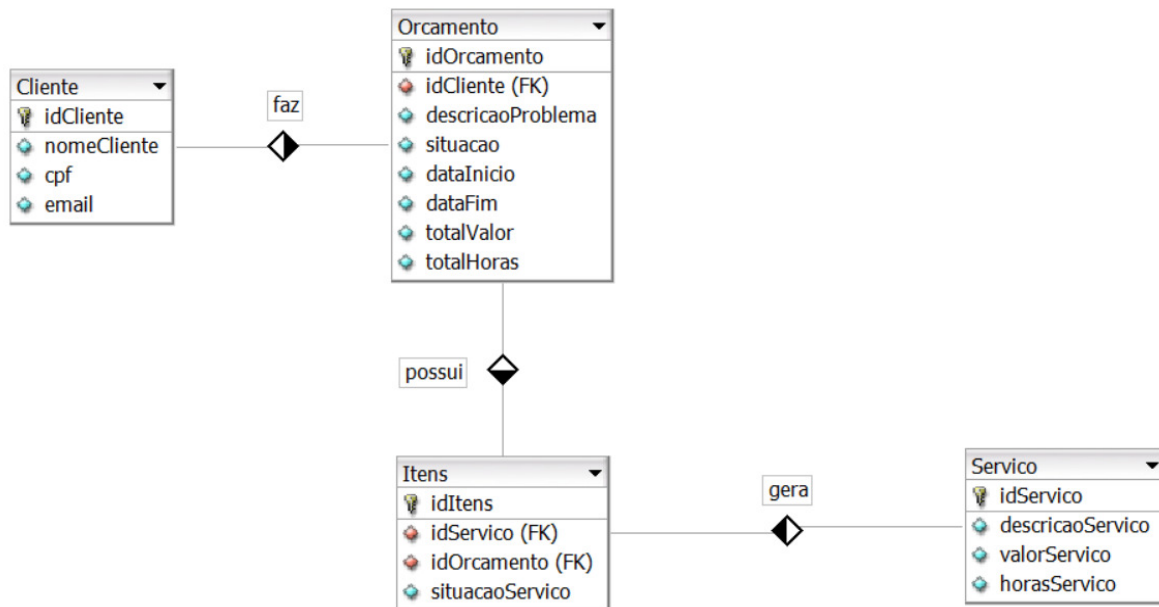 Orcamento
idOrcamento
idCliente (FK)
descricaoProblema
situacao
dataInicio
dataFim
totalValor
totalHoras
Cliente
idCliente
nomeCliente
cpf
email
faz
possui
Itens
idItens
idServico (FK)
idOrcamento (FK)
situacaoServico
gera
Servico
idServico
descricaoServico
valorServico
horasServico